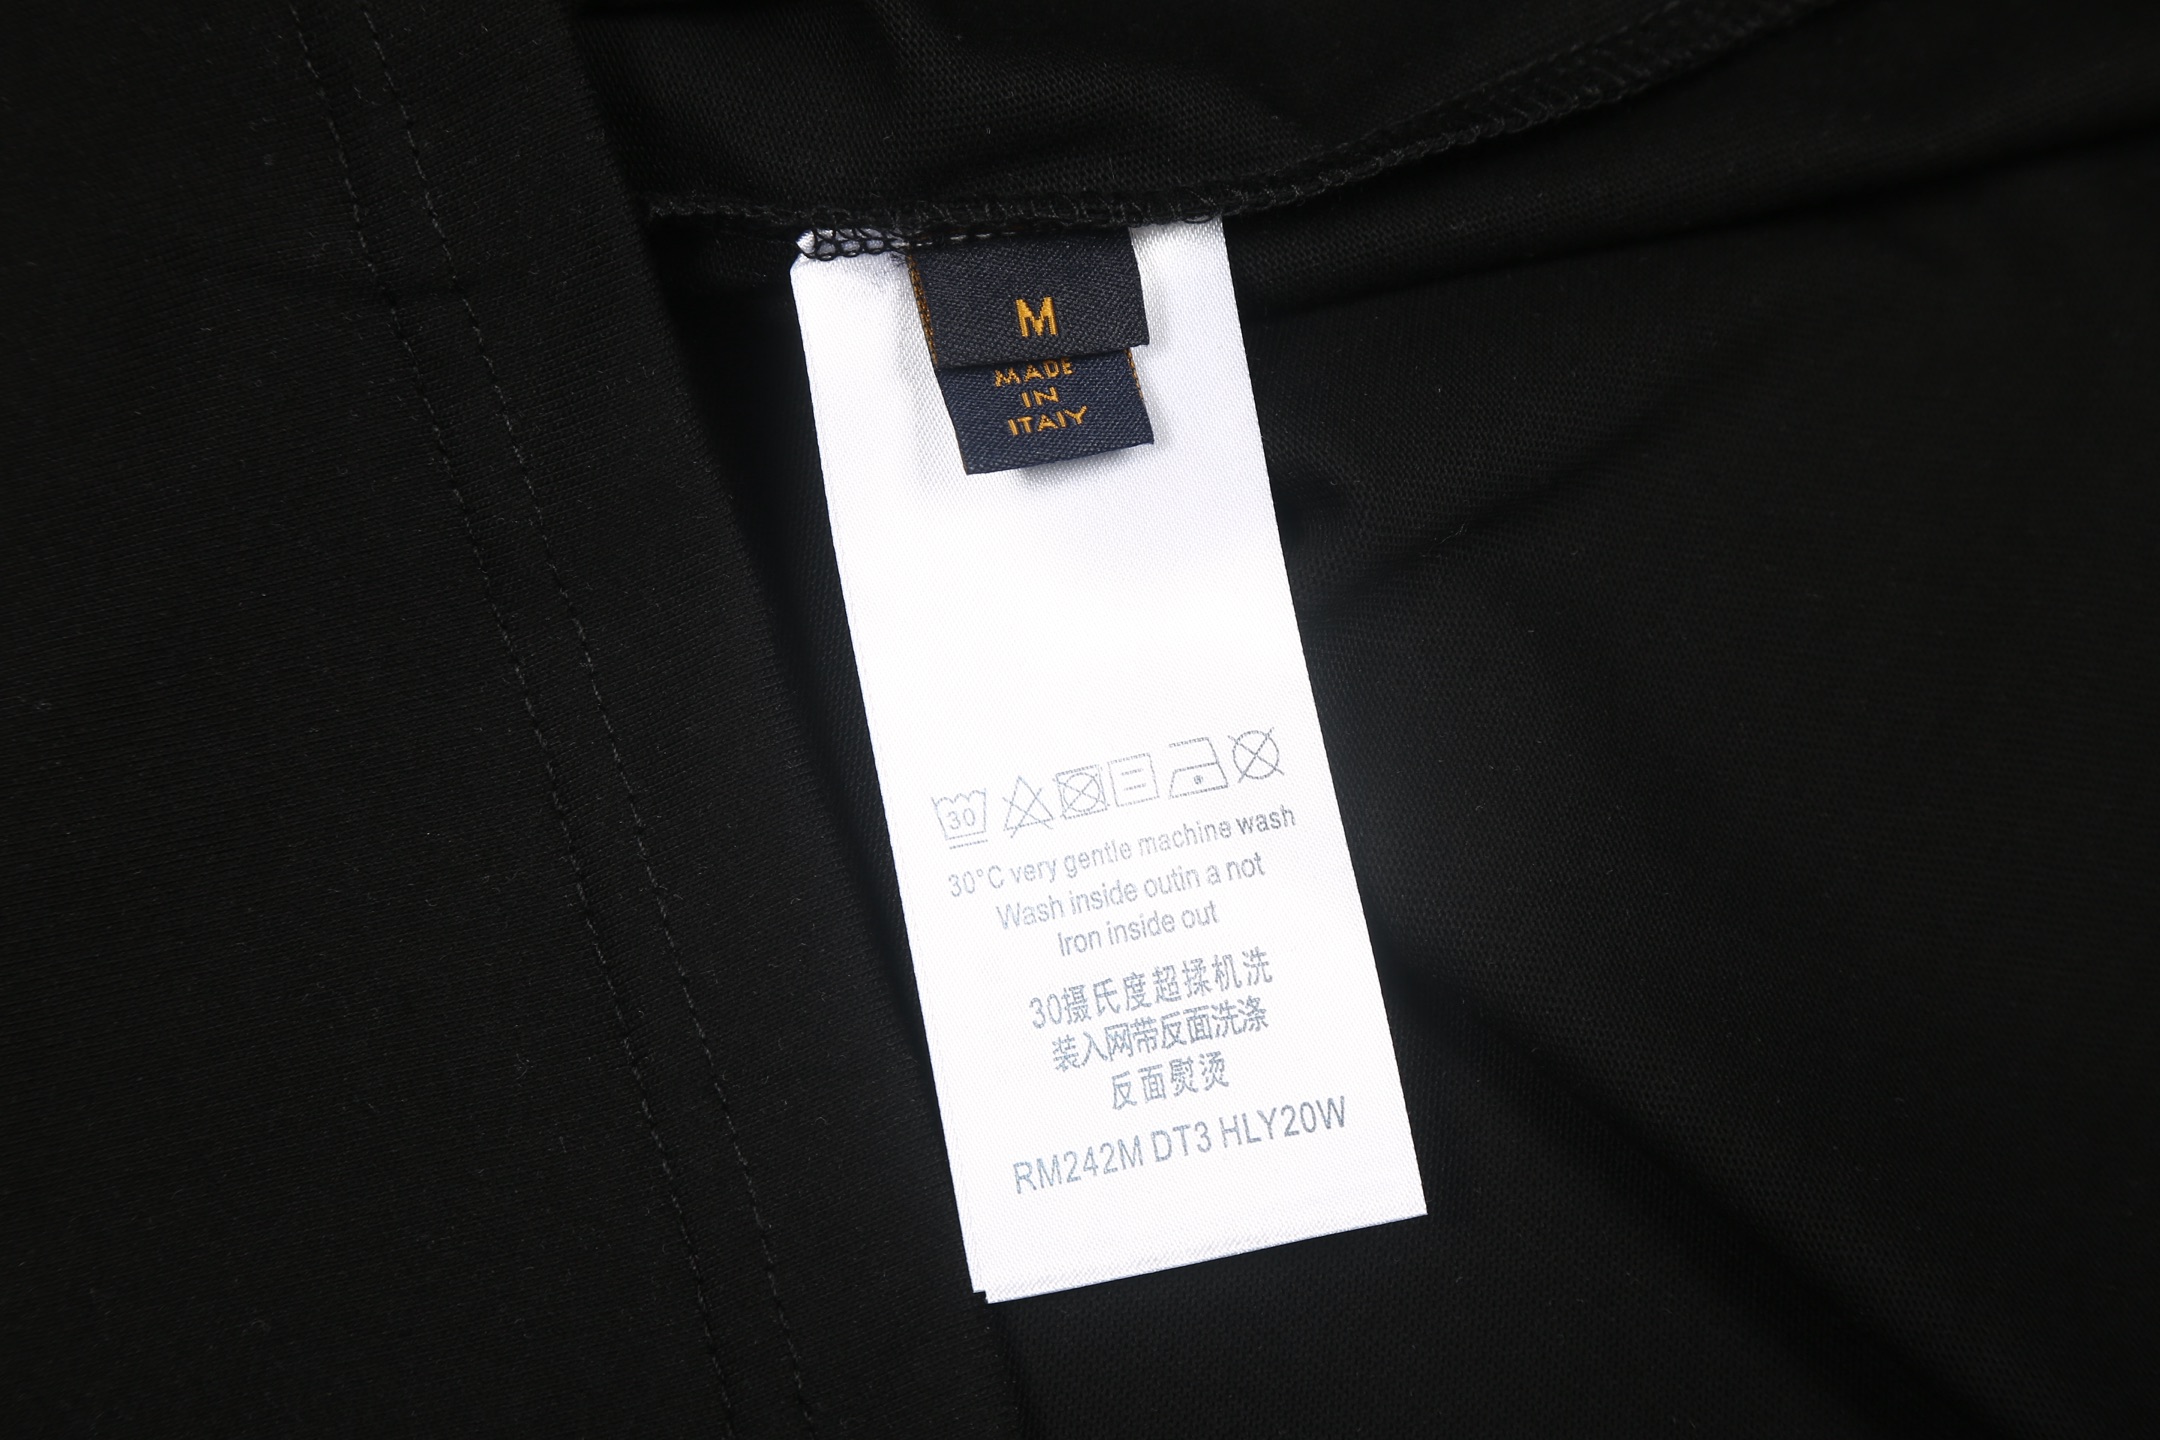 M
MADE
IN
ITAIY
30
30°C very gentle machine wash
Wash inside outin a not
Iron inside out
30摄氏度超揉机洗
装入网带反面洗涤
反面熨烫
RM242M DT3 HLY20W